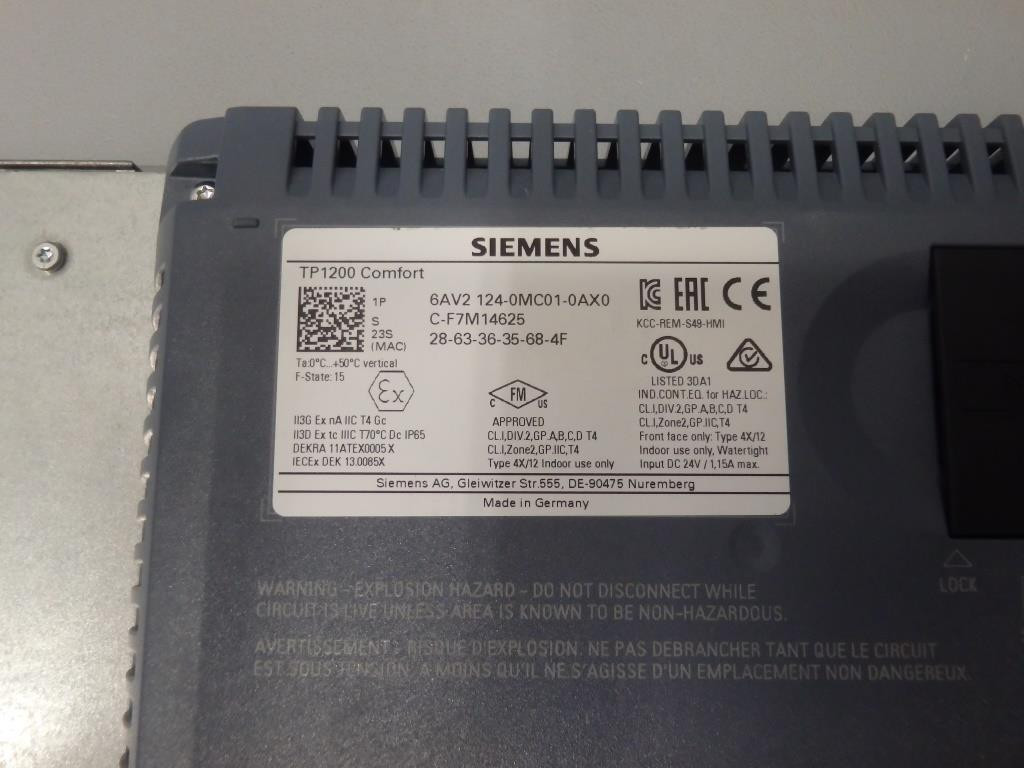 SIEMENS
TP1200 Comfort
1P 6AV2 124-0MC01-0AX0
S C-F7M14625
23S
(MAC) 28-63-36-35-68-4F
Ta:0°C...+50°C vertical
F-State: 15
Ex
II3G Ex nA IIC T4 Gc
II3D Ex tc IIIC T70°C Dc IP65
DEKRA 11ATEX0005 X
IECEx DEK 13.0085X
FM
C US
APPROVED
CL.I,DIV.2,GP.A,B,C,D T4
CL.I,Zone2,GP.IIC,T4
Type 4X/12 Indoor use only
EAC CE
KCC-REM-S49-HMI
C UL US
LISTED 3DA1
IND.CONT.EQ. for HAZ.LOC.:
CL.I,DIV.2,GP.A,B,C,D T4
CL.I,Zone2,GP.IIC,T4
Front face only: Type 4X/12
Indoor use only, Watertight
Input DC 24V / 1,15A max.
Siemens AG, Gleiwitzer Str.555, DE-90475 Nuremberg
Made in Germany
LOCK
WARNING - EXPLOSION HAZARD - DO NOT DISCONNECT WHILE
CIRCUIT IS LIVE UNLESS AREA IS KNOWN TO BE NON-HAZARDOUS.
AVERTISSEMENT : RISQUE D'EXPLOSION. NE PAS DEBRANCHER TANT QUE LE CIRCUIT
EST SOUS TENSION, A MOINS QU'IL NE S'AGISSE D'UN EMPLACEMENT NON DANGEREUX.